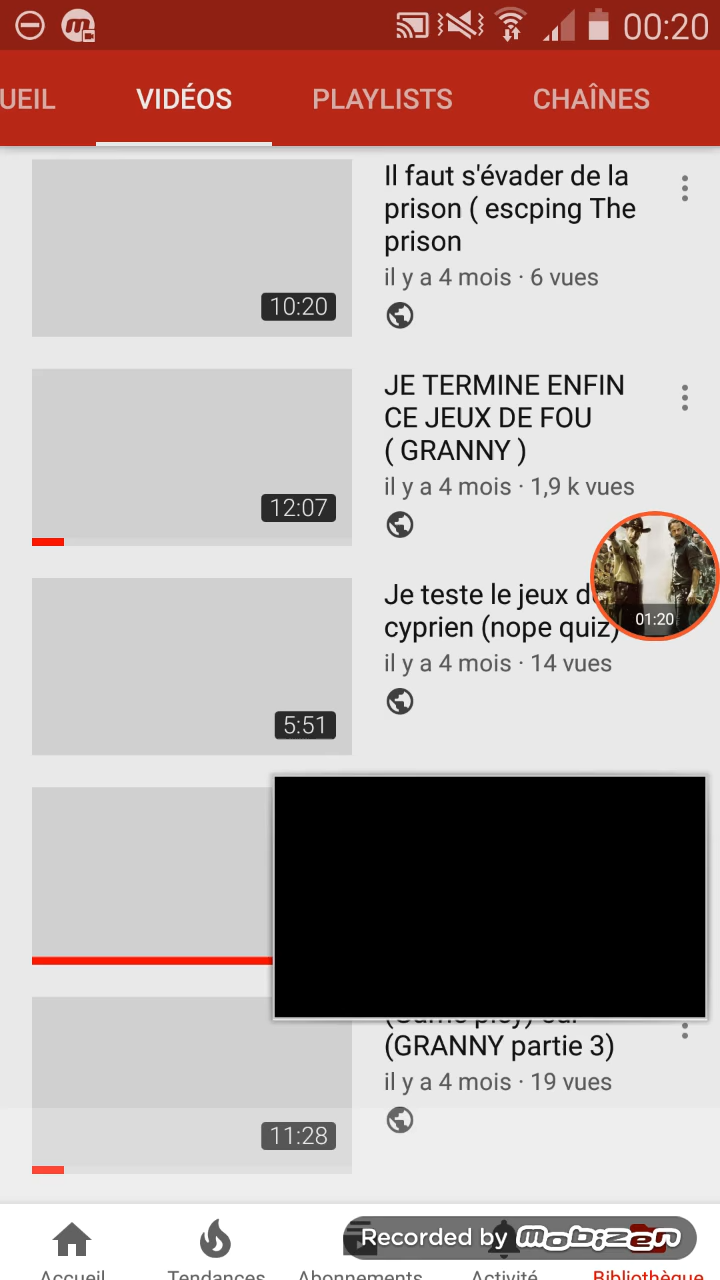 00:20
UEIL VIDÉOS PLAYLISTS CHAÎNES
Il faut s'évader de la
prison ( escping The
prison
il y a 4 mois · 6 vues
10:20
JE TERMINE ENFIN
CE JEUX DE FOU
( GRANNY )
il y a 4 mois · 1,9 k vues
12:07
Je teste le jeux
cyprien (nope quiz)
il y a 4 mois · 14 vues
5:51
01:20
(GRANNY partie 3)
il y a 4 mois · 19 vues
11:28
Recorded by mobizen
Accueil Tendances Abonnements Activité Bibliothèque